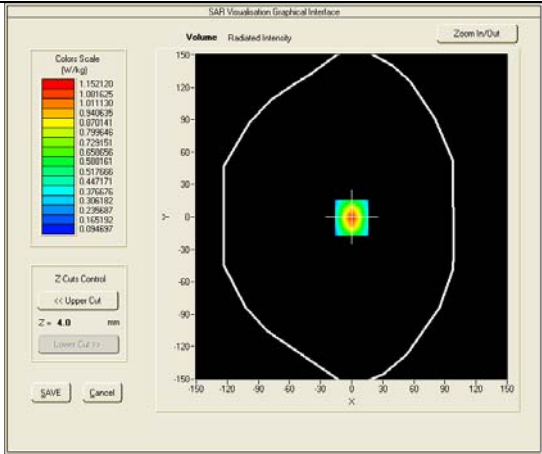 SAR Visualisation Graphical Interface
Volume Radiated Intensity
Zoom In/Out
Colors Scale
(W/kg)
1.152120
1.081625
1.011130
0.940635
0.870141
0.799646
0.729151
0.658656
0.588161
0.517666
0.447171
0.376676
0.306182
0.235687
0.165192
0.094697
Z Cuts Control
<< Upper Cut
Z = 4.0 mm
Lower Cut >>
SAVE Cancel
150-
120-
90-
60-
30-
0-
-30-
-60-
-90-
-120-
-150-
Y
-150 -120 -90 -60 -30 0 30 60 90 120 150
X